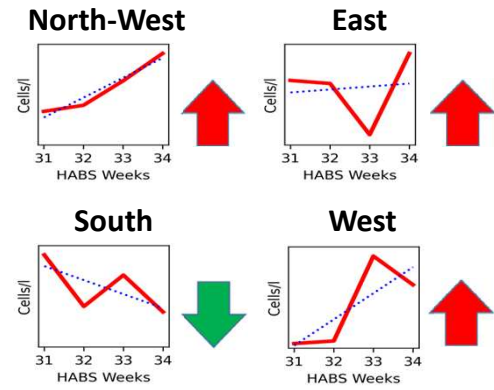 North-West
East
Cells/l
31 32 33 34
HABS Weeks
Cells/l
31 32 33 34
HABS Weeks
South
West
Cells/l
31 32 33 34
HABS Weeks
Cells/l
31 32 33 34
HABS Weeks